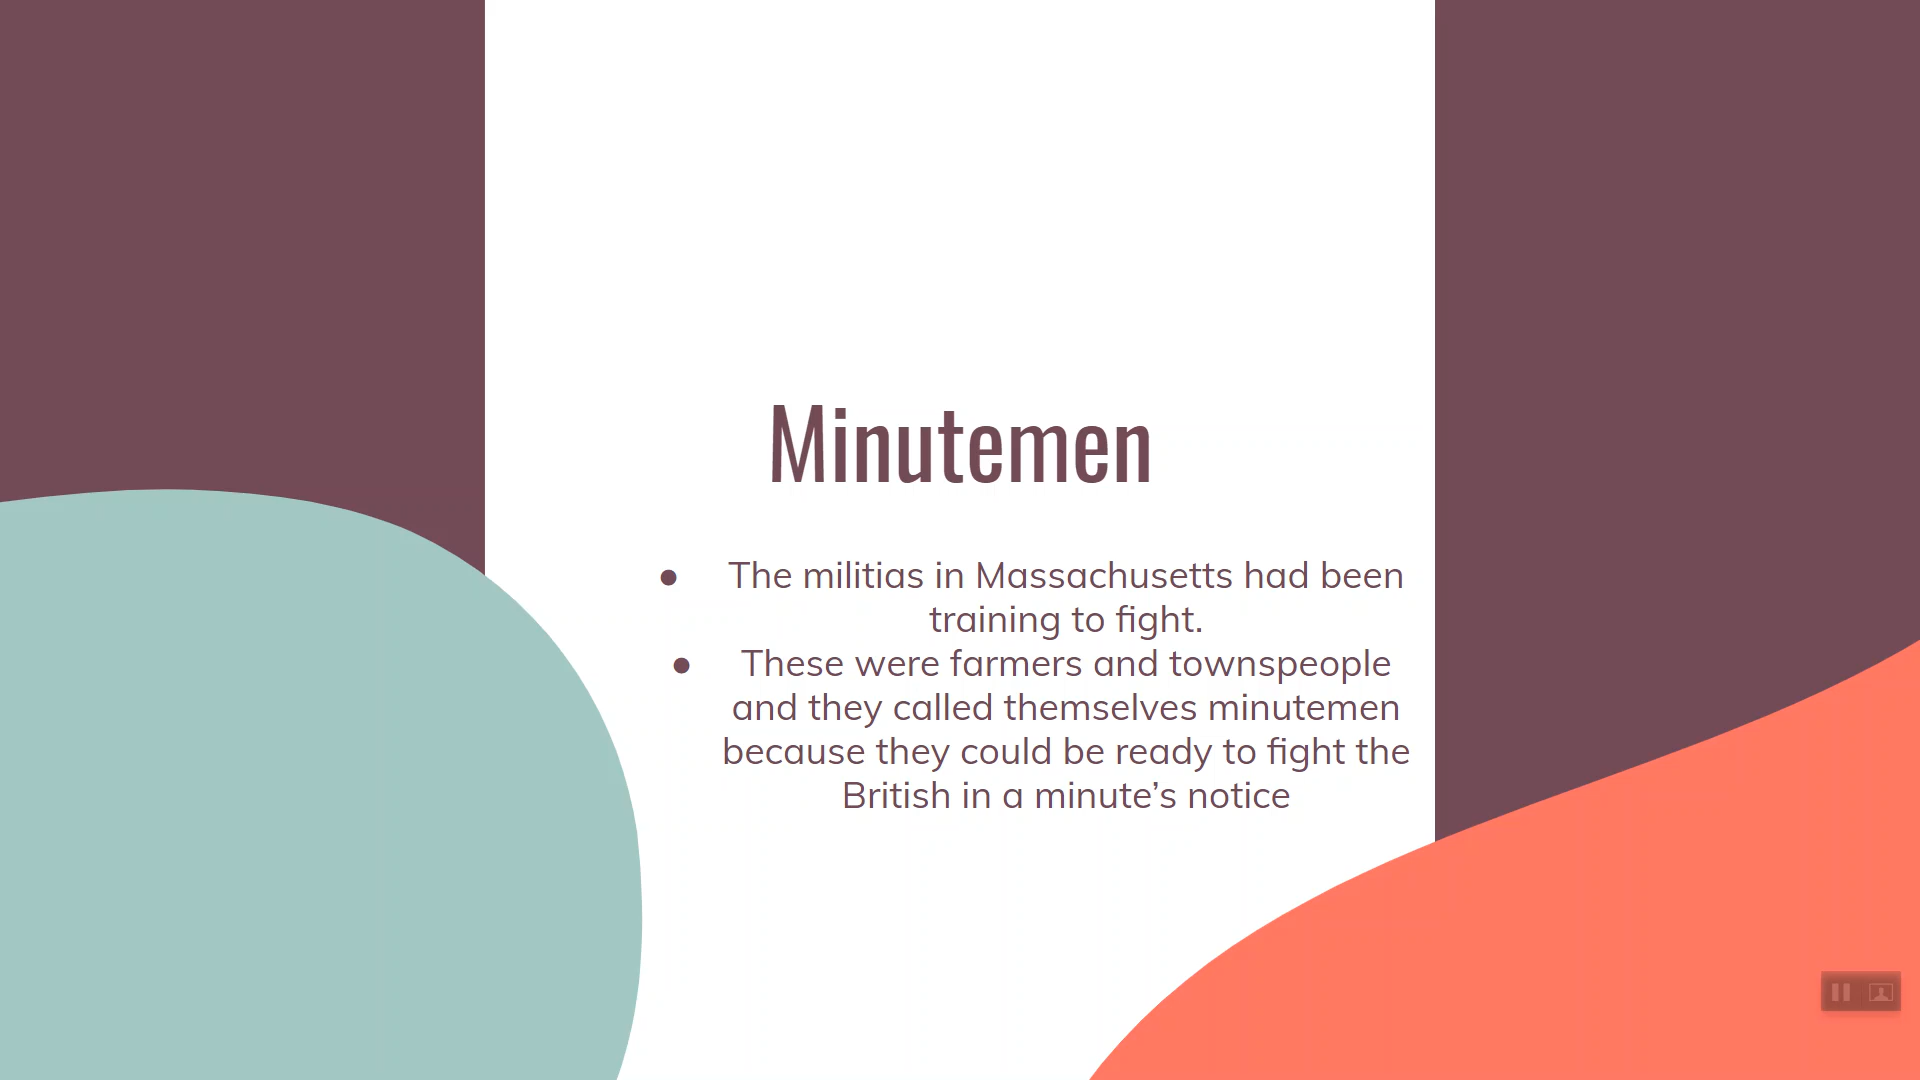 Minutemen
● The militias in Massachusetts had been
training to fight.
● These were farmers and townspeople
and they called themselves minutemen
because they could be ready to fight the
British in a minute’s notice